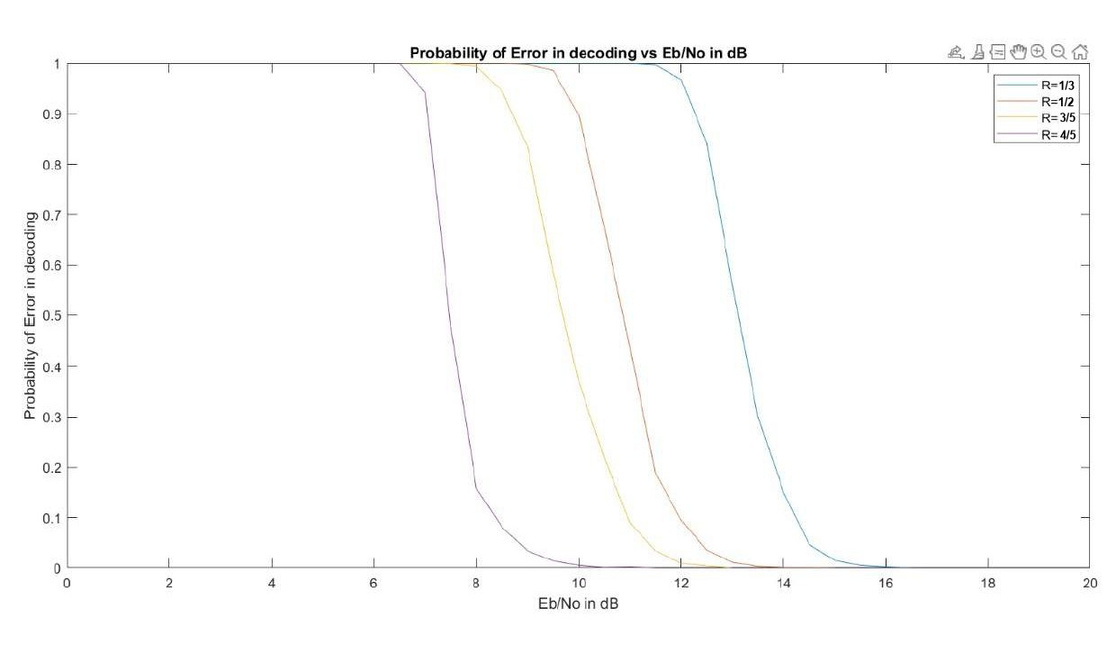 Probability of Error in decoding vs Eb/No in dB
R=1/3
R=1/2
R=3/5
R=4/5
Probability of Error in decoding
1
0.9
0.8
0.7
0.6
0.5
0.4
0.3
0.2
0.1
0
0 2 4 6 8 10 12 14 16 18 20
Eb/No in dB